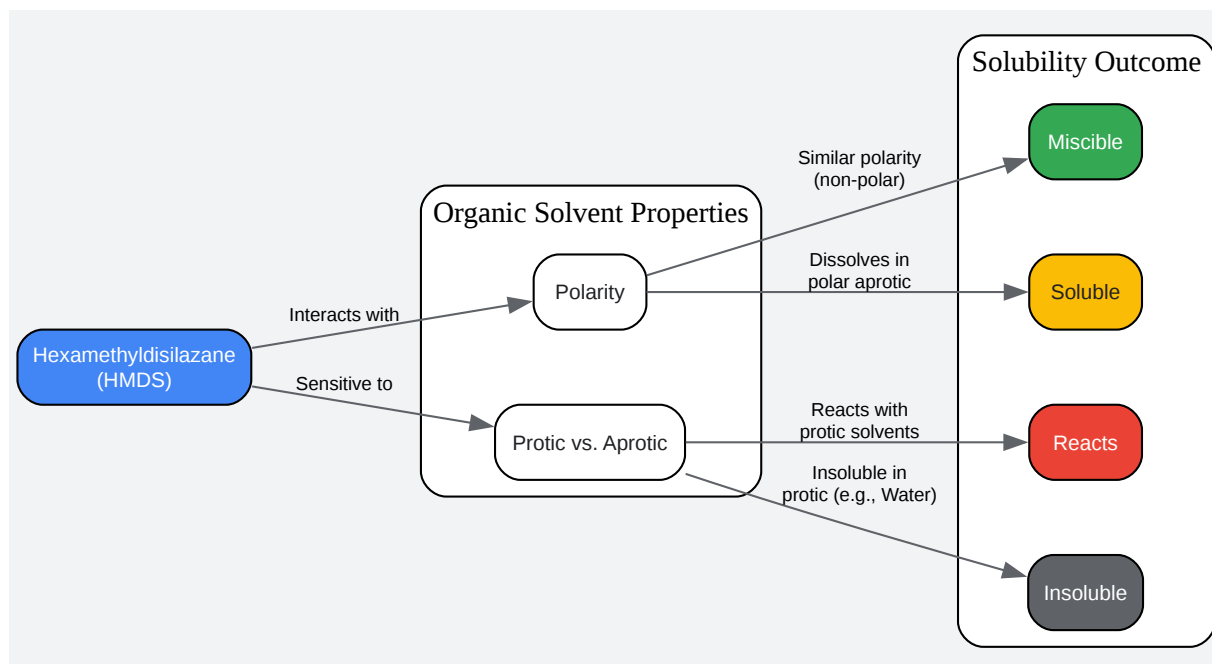 Hexamethyldisilazane
(HMDS)
Interacts with
Sensitive to
Organic Solvent Properties
Polarity
Protic vs. Aprotic
Similar polarity
(non-polar)
Dissolves in
polar aprotic
Reacts with
protic solvents
Insoluble in
protic (e.g., Water)
Solubility Outcome
Miscible
Soluble
Reacts
Insoluble